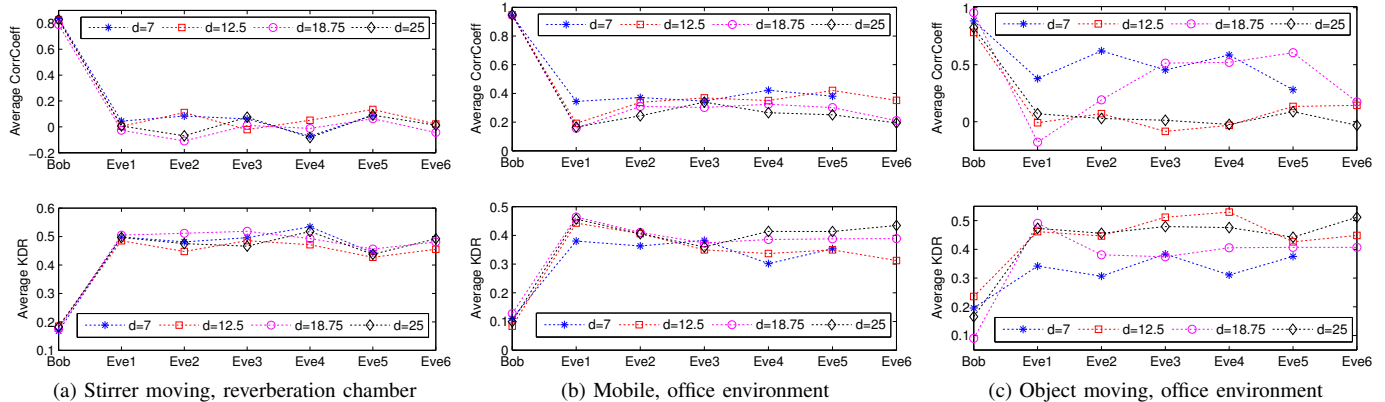 Average CorrCoeff
0.8
0.6
0.4
0.2
0
−0.2
d=7 d=12.5 d=18.75 d=25
Bob Eve1 Eve2 Eve3 Eve4 Eve5 Eve6
Average KDR
0.6
0.5
0.4
0.3
0.2
0.1
d=7 d=12.5 d=18.75 d=25
Bob Eve1 Eve2 Eve3 Eve4 Eve5 Eve6
(a) Stirrer moving, reverberation chamber
Average CorrCoeff
1
0.8
0.6
0.4
0.2
0
d=7 d=12.5 d=18.75 d=25
Bob Eve1 Eve2 Eve3 Eve4 Eve5 Eve6
Average KDR
0.5
0.4
0.3
0.2
0.1
0
d=7 d=12.5 d=18.75 d=25
Bob Eve1 Eve2 Eve3 Eve4 Eve5 Eve6
(b) Mobile, office environment
Average CorrCoeff
1
0.5
0
d=7 d=12.5 d=18.75 d=25
Bob Eve1 Eve2 Eve3 Eve4 Eve5 Eve6
Average KDR
0.5
0.4
0.3
0.2
0.1
d=7 d=12.5 d=18.75 d=25
Bob Eve1 Eve2 Eve3 Eve4 Eve5 Eve6
(c) Object moving, office environment